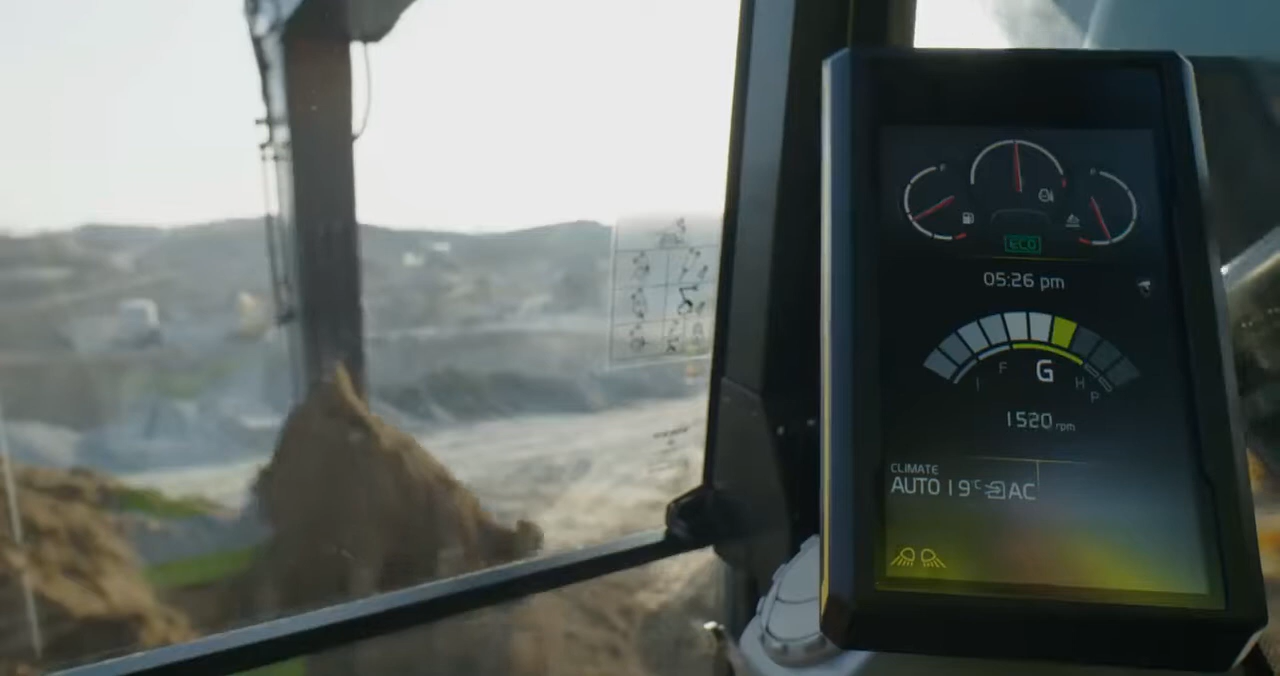 F
F
ECO
05:26 pm
I F G H P
1520 rpm
CLIMATE
AUTO 19°C AC